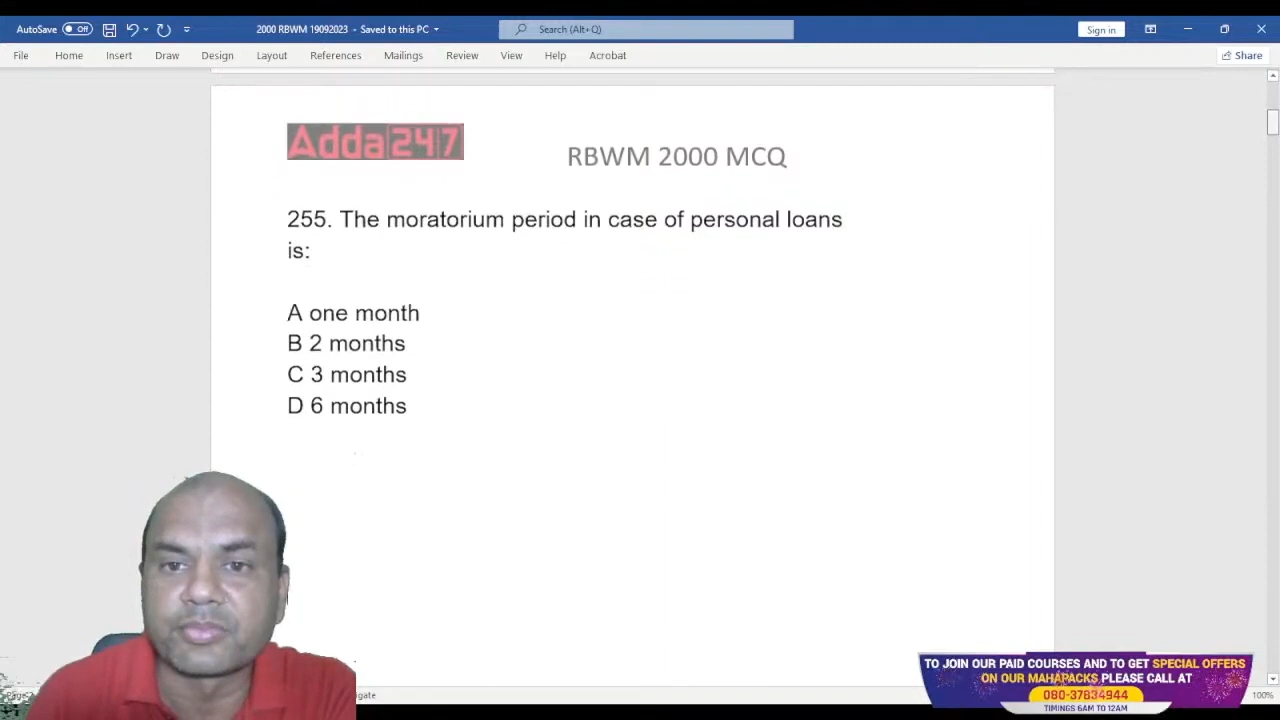 AutoSave Off 2000 RBWM 19092023 - Saved to this PC Search (Alt+Q) Sign in
File Home Insert Draw Design Layout References Mailings Review View Help Acrobat Share
Adda 247
RBWM 2000 MCQ
255. The moratorium period in case of personal loans
is:
A one month
B 2 months
C 3 months
D 6 months
TO JOIN OUR PAID COURSES AND TO GET SPECIAL OFFERS
ON OUR MAHAPACKS PLEASE CALL AT
080-37834944
TIMINGS 6AM TO 12AM
100%